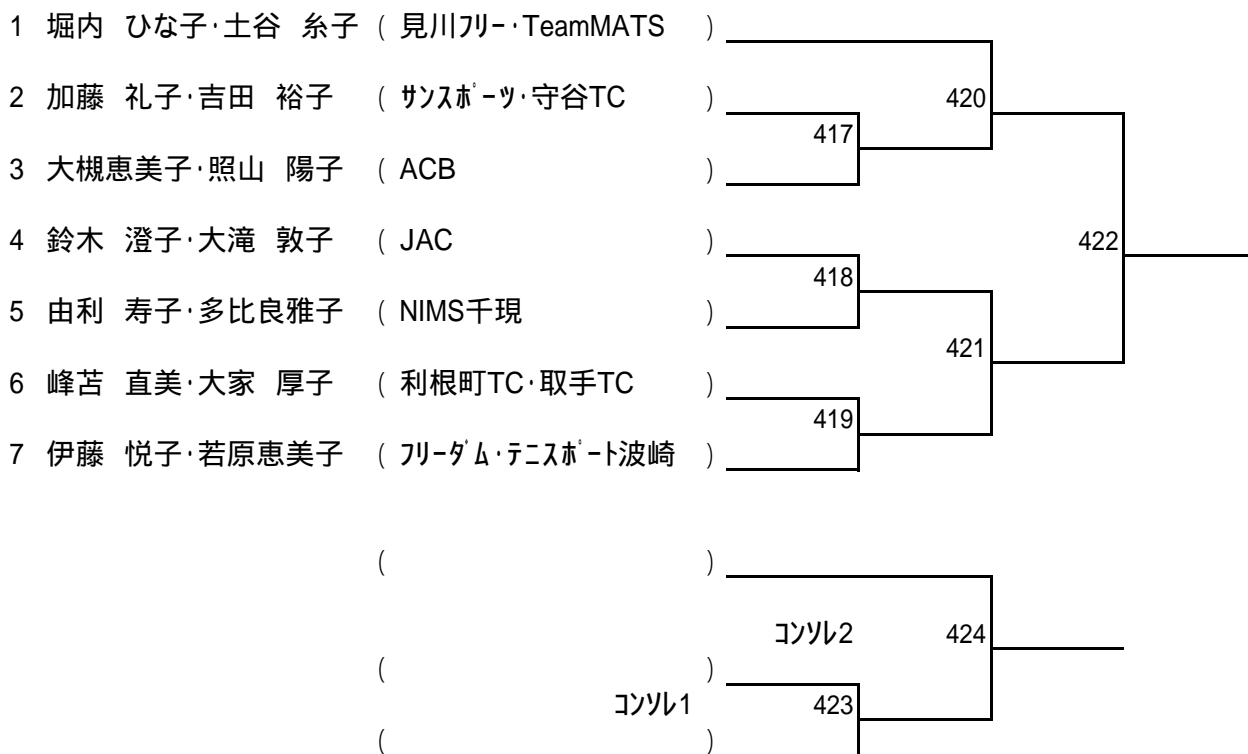 1 堀内 ひな子･土谷 糸子 ( 見川ﾌﾘｰ･TeamMATS )
2 加藤 礼子･吉田 裕子 ( ｻﾝｽﾎﾟｰﾂ･守谷TC ) 420
417
3 大槻恵美子･照山 陽子 ( ACB )
4 鈴木 澄子･大滝 敦子 ( JAC ) 422
418
5 由利 寿子･多比良雅子 ( NIMS千現 )
421
6 峰苫 直美･大家 厚子 ( 利根町TC･取手TC )
419
7 伊藤 悦子･若原恵美子 ( ﾌﾘｰﾀﾞﾑ･ﾃﾆｽﾎﾟｰﾄ波崎 )
( )
ｺﾝｿﾚ2 424
( )
ｺﾝｿﾚ1 423
( )